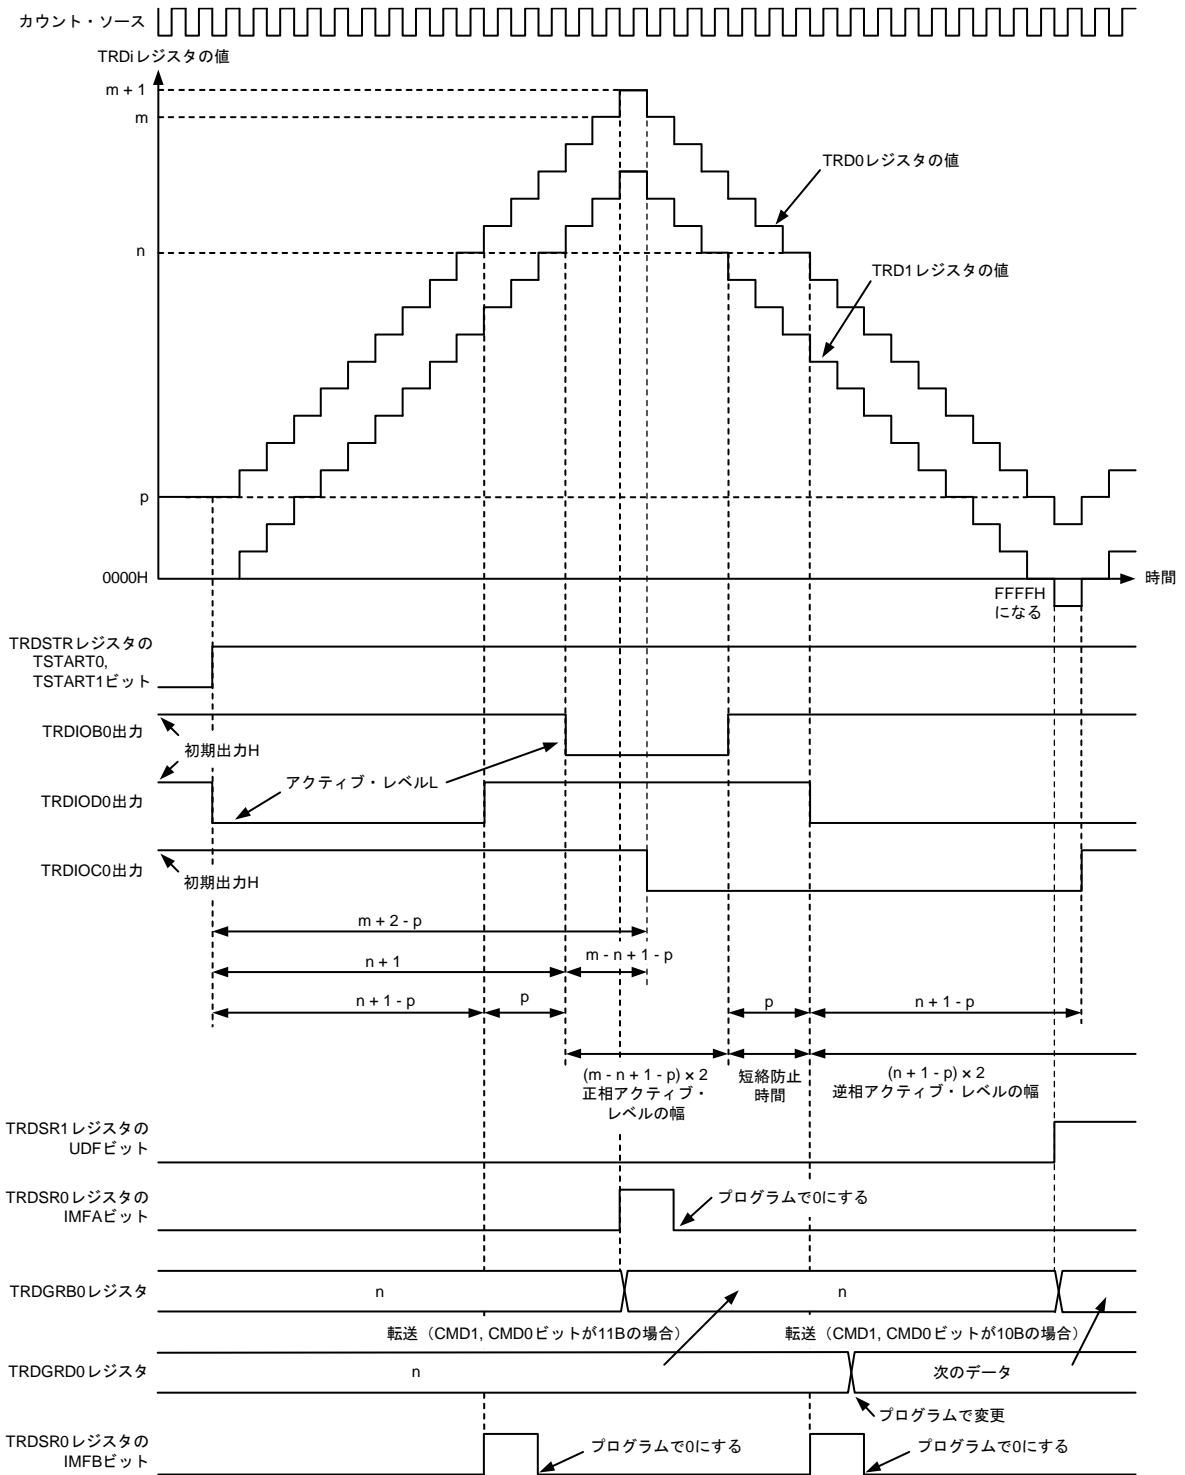 カウント・ソース
TRDiレジスタの値
m + 1
m
TRD0レジスタの値
n
TRD1レジスタの値
p
0000H
時間
FFFFH
になる
TRDSTRレジスタの
TSTART0,
TSTART1ビット
TRDIOB0出力
初期出力H
アクティブ・レベルL
TRDIOD0出力
TRDIOC0出力
初期出力H
m + 2 - p
n + 1
m - n + 1 - p
n + 1 - p
p
p
n + 1 - p
(m - n + 1 - p) × 2
正相アクティブ・
レベルの幅
短絡防止
時間
(n + 1 - p) × 2
逆相アクティブ・レベルの幅
TRDSR1レジスタの
UDFビット
TRDSR0レジスタの
IMFAビット
プログラムで0にする
TRDGRB0レジスタ
n
n
転送（CMD1, CMD0ビットが11Bの場合）
転送（CMD1, CMD0ビットが10Bの場合）
TRDGRD0レジスタ
n
次のデータ
プログラムで変更
TRDSR0レジスタの
IMFBビット
プログラムで0にする
プログラムで0にする